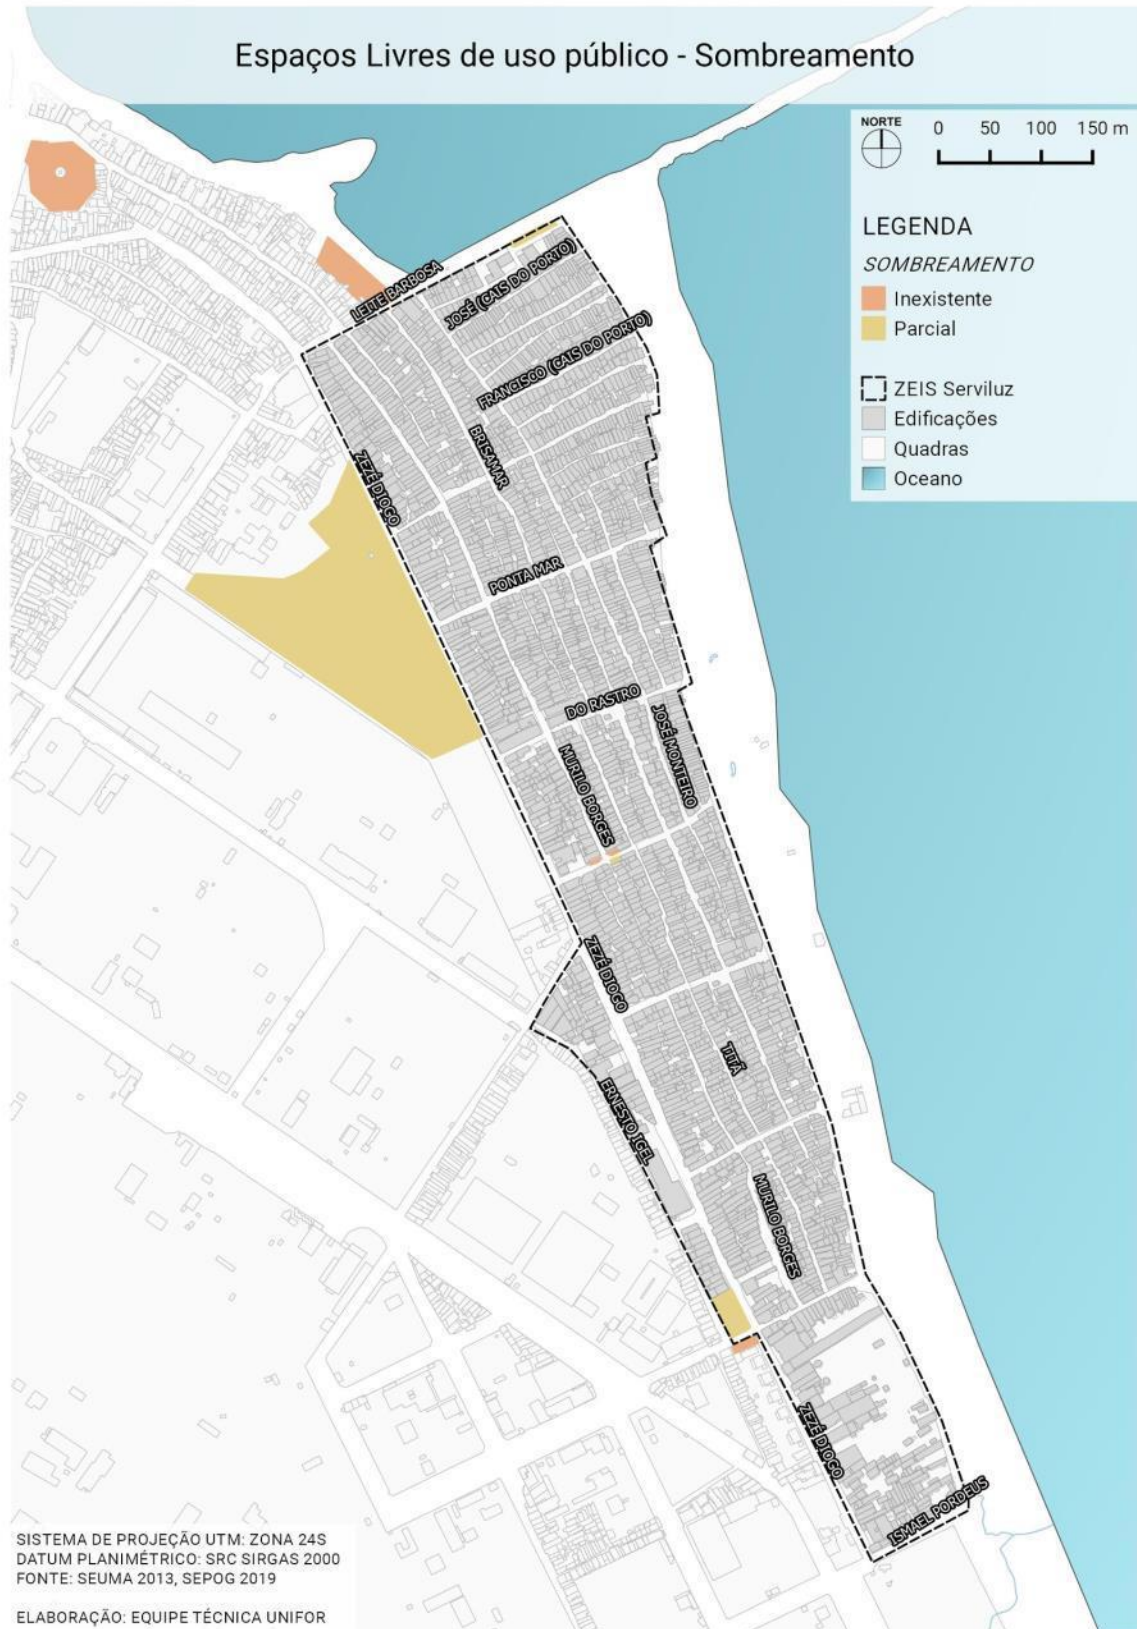 Espaços Livres de uso público - Sombreamento
NORTE
0 50 100 150 m
LEGENDA
SOMBREAMENTO
Inexistente
Parcial
ZEIS Serviluz
Edificações
Quadras
Oceano
LEITE BARBOSA
JOSÉ (CAIS DO PORTO)
FRANCISCO (CAIS DO PORTO)
BRISAMAR
ZEZÉ DIOGO
PONTA MAR
DO RASTRO
JOSÉ MONTEIRO
MURILO BORGES
ZEZÉ DIOGO
TITÃ
ERNESTO IGEL
MURILO BORGES
ZEZÉ DIOGO
ISMAEL PORDEUS
SISTEMA DE PROJEÇÃO UTM: ZONA 24S
DATUM PLANIMÉTRICO: SRC SIRGAS 2000
FONTE: SEUMA 2013, SEPOG 2019
ELABORAÇÃO: EQUIPE TÉCNICA UNIFOR